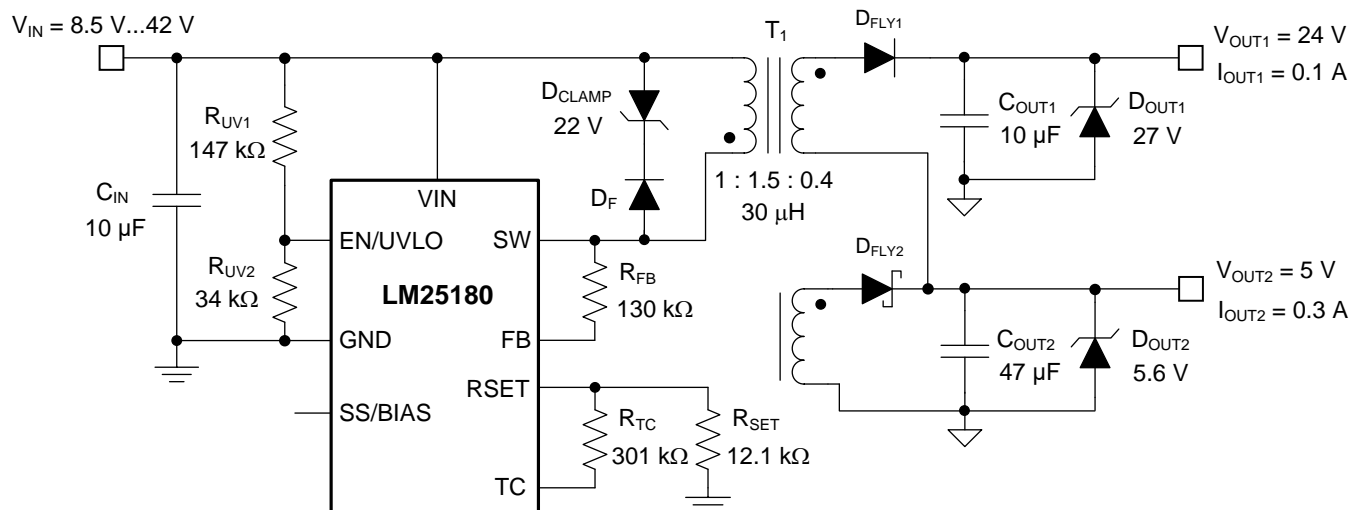 V_IN = 8.5 V...42 V
R_UV1
147 kΩ
C_IN
10 µF
R_UV2
34 kΩ
VIN
EN/UVLO
SW
LM25180
GND
FB
RSET
SS/BIAS
TC
D_CLAMP
22 V
D_F
R_FB
130 kΩ
R_TC
301 kΩ
R_SET
12.1 kΩ
T_1
1 : 1.5 : 0.4
30 µH
D_FLY1
C_OUT1
10 µF
D_OUT1
27 V
V_OUT1 = 24 V
I_OUT1 = 0.1 A
D_FLY2
C_OUT2
47 µF
D_OUT2
5.6 V
V_OUT2 = 5 V
I_OUT2 = 0.3 A